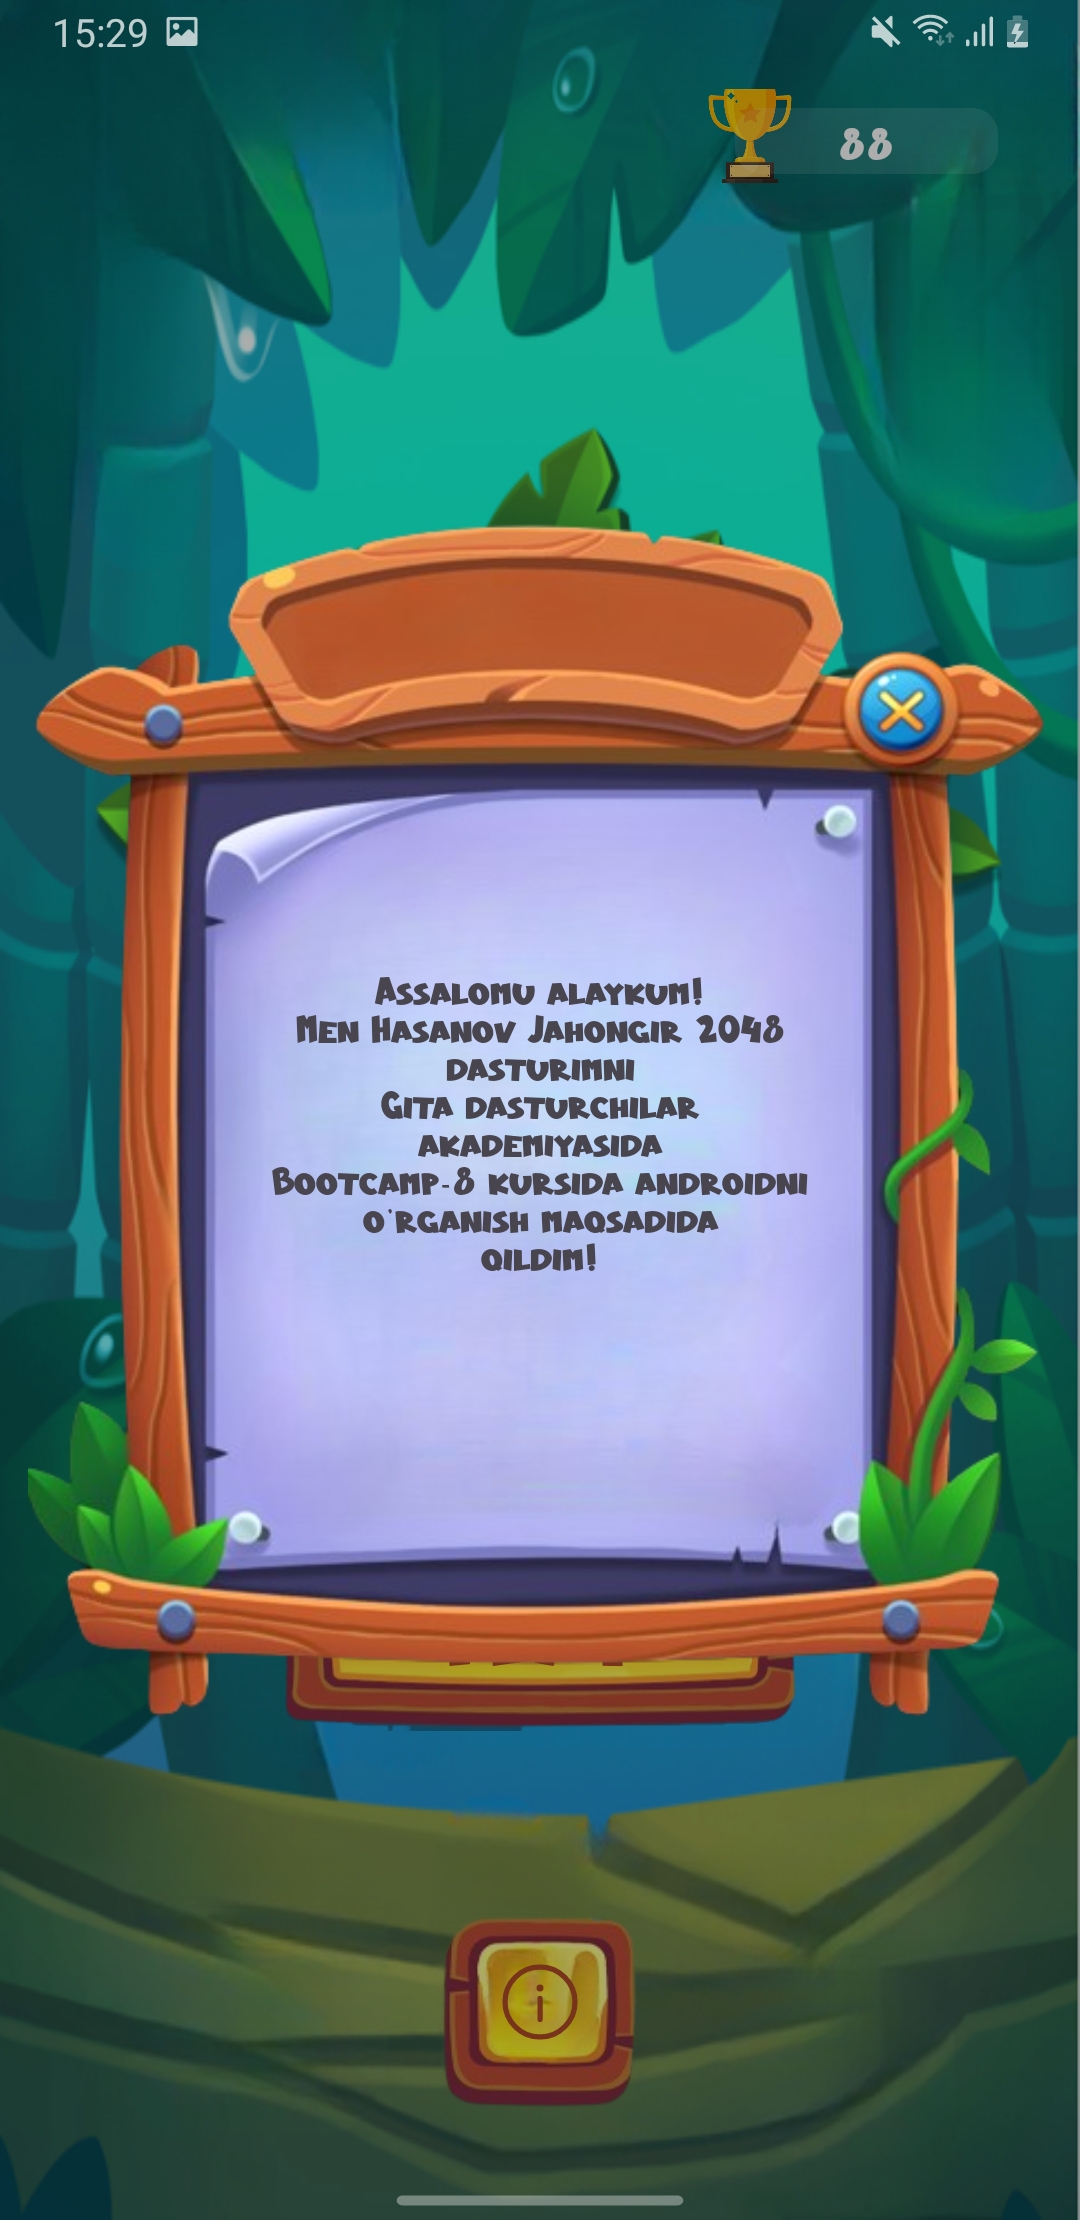 15:29
88
Assalomu alaykum!
Men Hasanov Jahongir 2048
dasturimni
Gita dasturchilar
akademiyasida
Bootcamp-8 kursida androidni
o'rganish maqsadida
qildim!